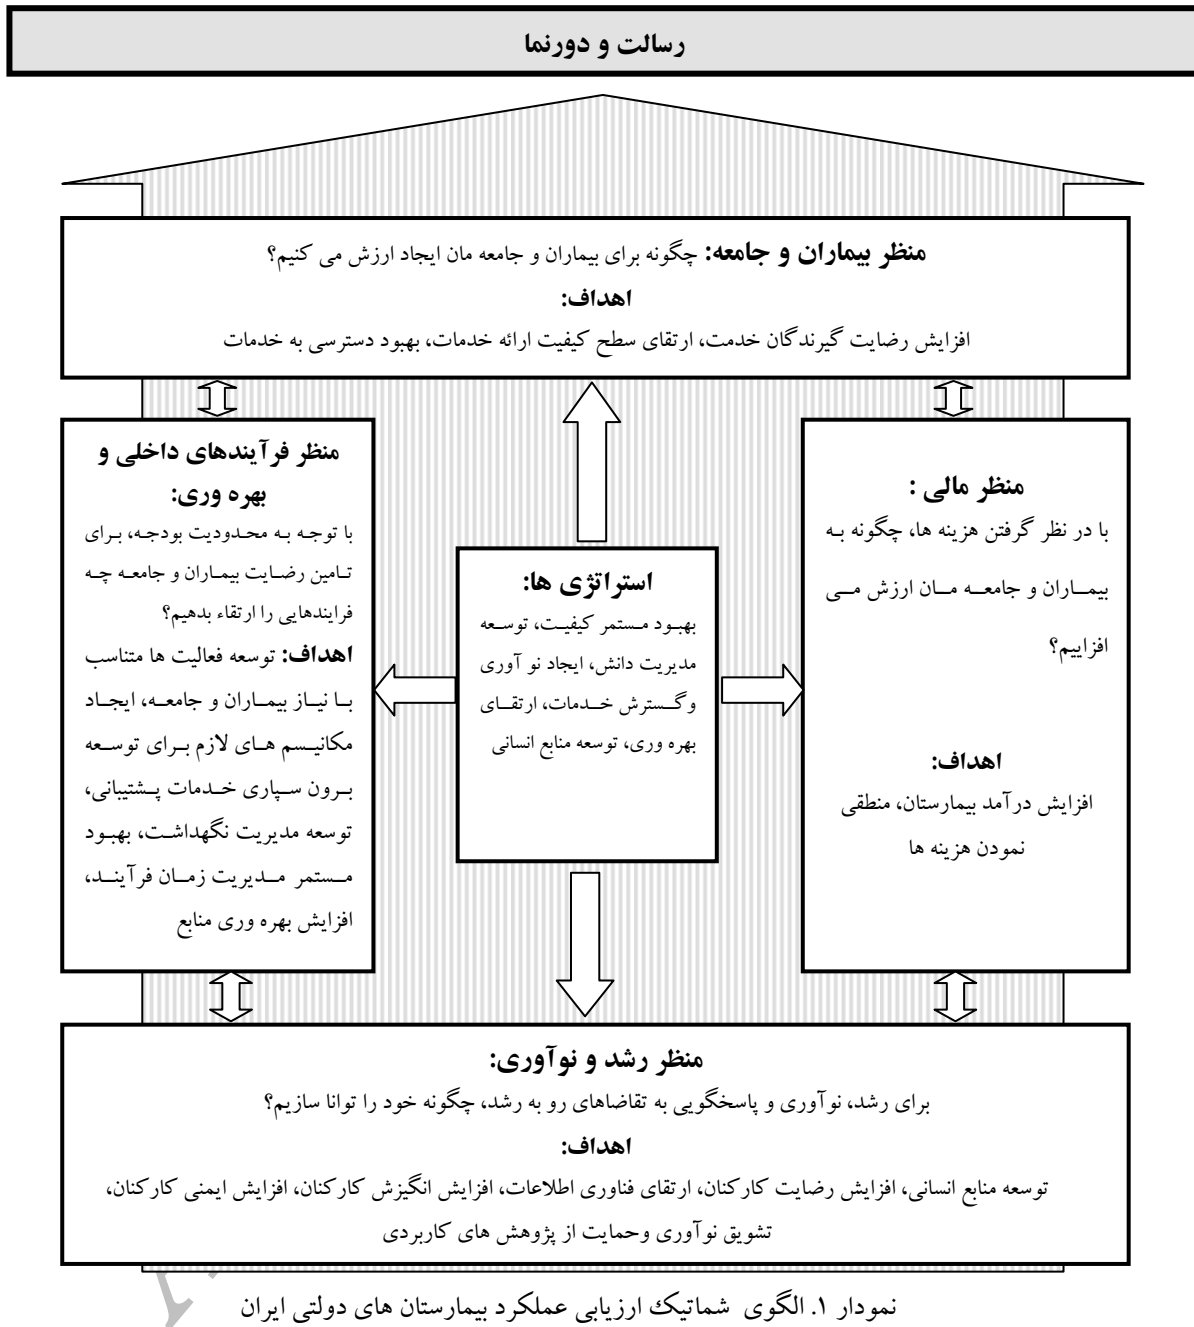 رسالت و دورنما
منظر بیماران و جامعه: چگونه برای بیماران و جامعه مان ایجاد ارزش می کنیم؟
اهداف:
افزایش رضایت گیرندگان خدمت، ارتقای سطح کیفیت ارائه خدمات، بهبود دسترسی به خدمات
منظر مالی :
با در نظر گرفتن هزینه ها، چگونه به
بیماران و جامعه مان ارزش می
افزاییم؟
اهداف:
افزایش درآمد بیمارستان، منطقی
نمودن هزینه ها
استراتژی ها:
بهبود مستمر کیفیت، توسعه
مدیریت دانش، ایجاد نو آوری
وگسترش خدمات، ارتقای
بهره وری، توسعه منابع انسانی
منظر فرآیندهای داخلی و
بهره وری:
با توجه به محدودیت بودجه، برای
تامین رضایت بیماران و جامعه چه
فرایندهایی را ارتقاء بدهیم؟
اهداف: توسعه فعالیت ها متناسب
با نیاز بیماران و جامعه، ایجاد
مکانیسم های لازم برای توسعه
برون سپاری خدمات پشتیبانی،
توسعه مدیریت نگهداشت، بهبود
مستمر مدیریت زمان فرآیند،
افزایش بهره وری منابع
منظر رشد و نوآوری:
برای رشد، نوآوری و پاسخگویی به تقاضاهای رو به رشد، چگونه خود را توانا سازیم؟
اهداف:
توسعه منابع انسانی، افزایش رضایت کارکنان، ارتقای فناوری اطلاعات، افزایش انگیزش کارکنان، افزایش ایمنی کارکنان،
تشویق نوآوری وحمایت از پژوهش های کاربردی
نمودار ۱. الگوی شماتیک ارزیابی عملکرد بیمارستان های دولتی ایران